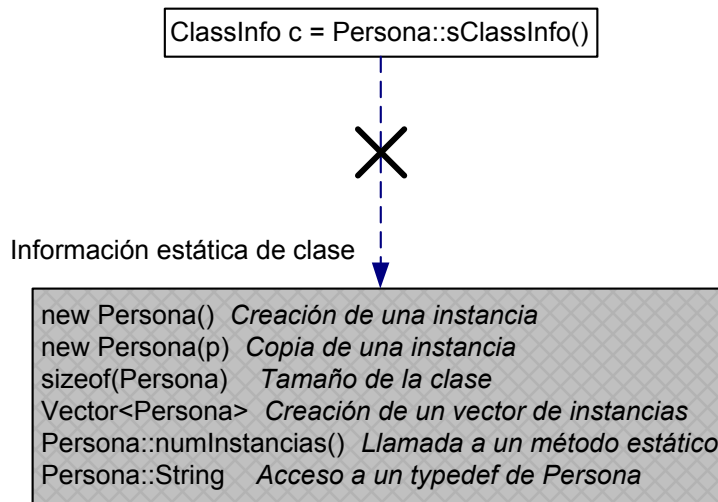 ClassInfo c = Persona::sClassInfo()
Información estática de clase
new Persona() Creación de una instancia
new Persona(p) Copia de una instancia
sizeof(Persona) Tamaño de la clase
Vector<Persona> Creación de un vector de instancias
Persona::numInstancias() Llamada a un método estático
Persona::String Acceso a un typedef de Persona